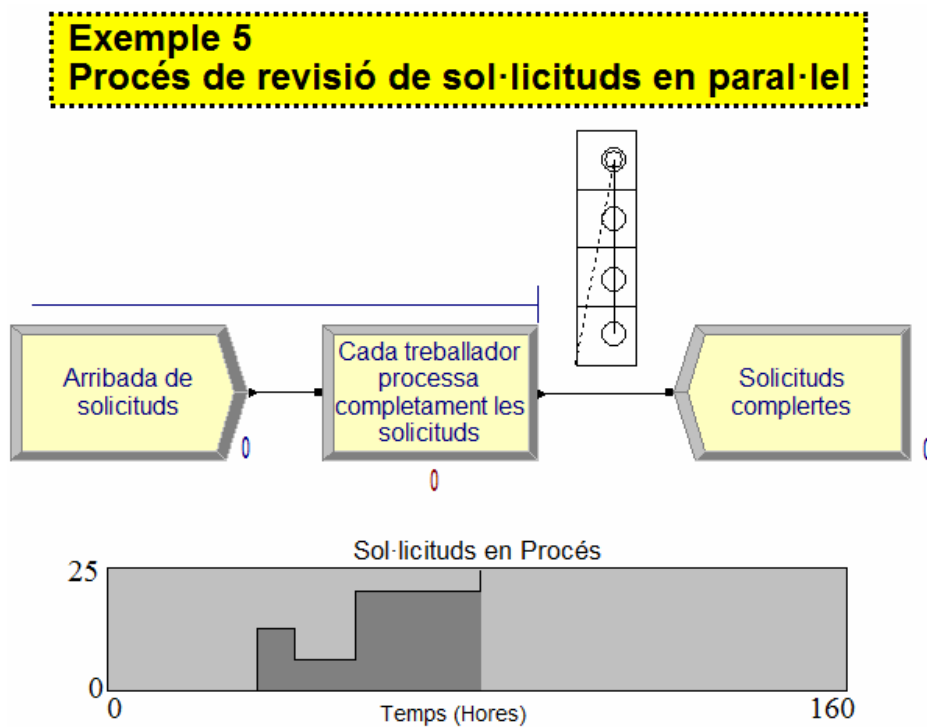 Exemple 5
Procés de revisió de sol·licituds en paral·lel
Arribada de
solicituds
0
Cada treballador
processa
completament les
solicituds
0
Solicituds
complertes
0
Sol·licituds en Procés
25
0
0
Temps (Hores)
160